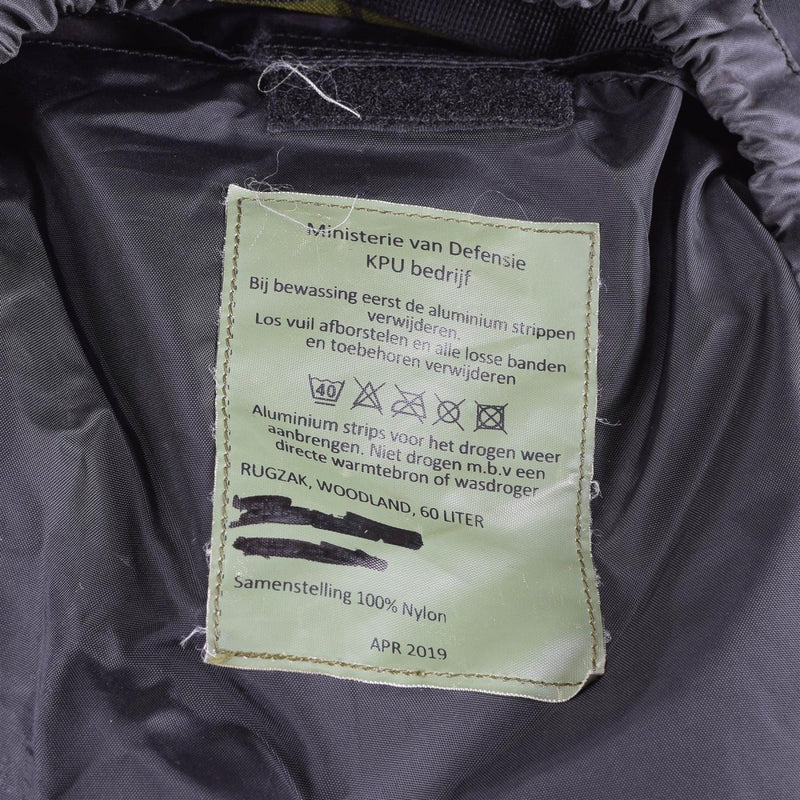 Ministerie van Defensie
KPU bedrijf
Bij bewassing eerst de aluminium strippen
verwijderen.
Los vuil afborstelen en alle losse banden
en toebehoren verwijderen
40
Aluminium strips voor het drogen weer
aanbrengen. Niet drogen m.b.v een
directe warmtebron of wasdroger
RUGZAK, WOODLAND, 60 LITER
Samenstelling 100% Nylon
APR 2019